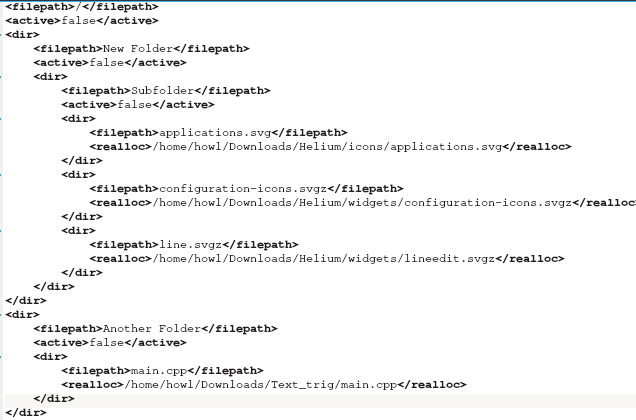 <filepath>/</filepath>
<active>false</active>
<dir>
<filepath>New Folder</filepath>
<active>false</active>
<dir>
<filepath>Subfolder</filepath>
<active>false</active>
<dir>
<filepath>applications.svg</filepath>
<realloc>/home/howl/Downloads/Helium/icons/applications.svg</realloc>
</dir>
<dir>
<filepath>configuration-icons.svgz</filepath>
<realloc>/home/howl/Downloads/Helium/widgets/configuration-icons.svgz</realloc
</dir>
<dir>
<filepath>line.svgz</filepath>
<realloc>/home/howl/Downloads/Helium/widgets/lineedit.svgz</realloc>
</dir>
</dir>
</dir>
<dir>
<filepath>Another Folder</filepath>
<active>false</active>
<dir>
<filepath>main.cpp</filepath>
<realloc>/home/howl/Downloads/Text_trig/main.cpp</realloc>
</dir>
</dir>